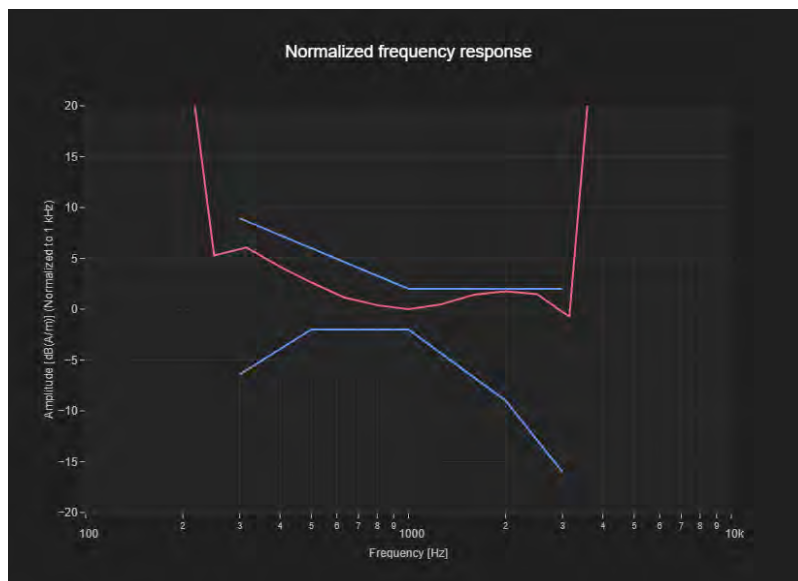 Normalized frequency response
Amplitude [dB(A/m)] (Normalized to 1 kHz)
20
15
10
5
0
−5
−10
−15
−20
100 2 3 4 5 6 7 8 9 1000 2 3 4 5 6 7 8 9 10k
Frequency [Hz]